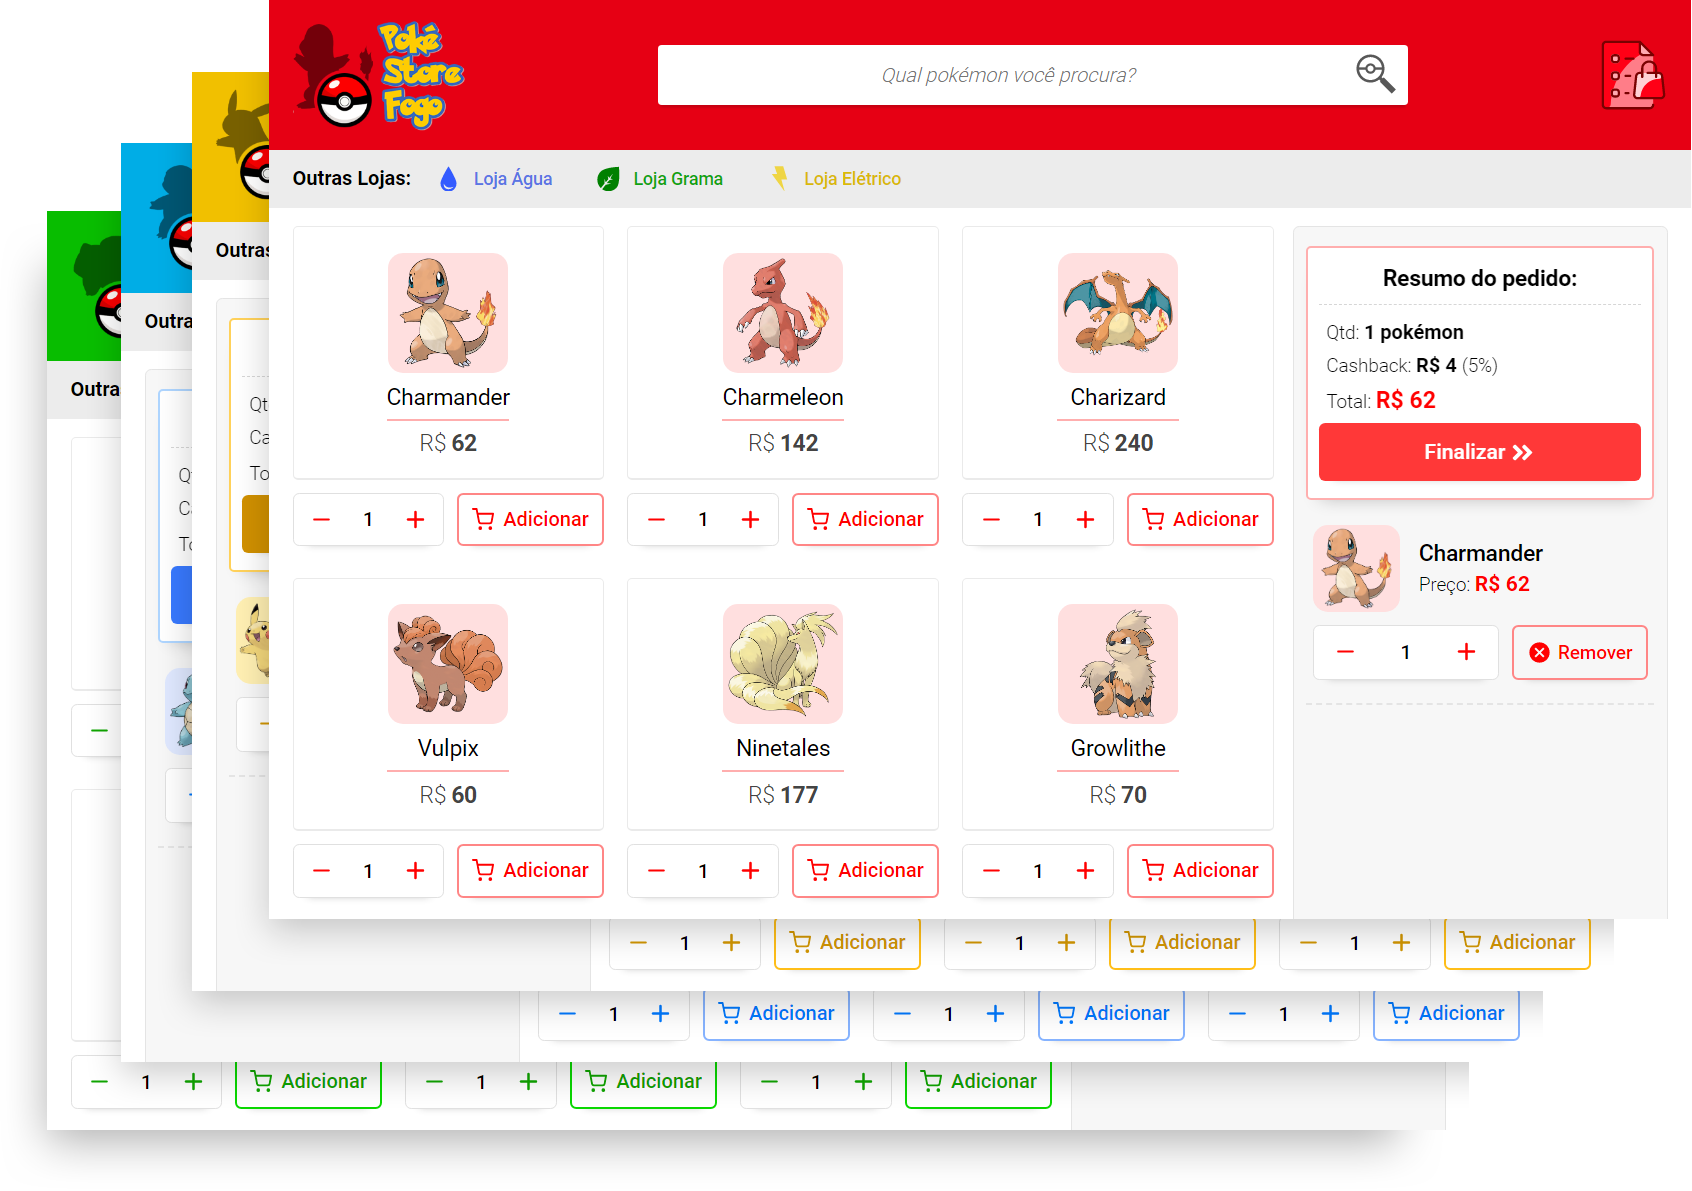 Poké
Store
Fogo
Qual pokémon você procura?
Outras Lojas: Loja Água Loja Grama Loja Elétrico
Charmander
R$ 62
1 Adicionar
Charmeleon
R$ 142
1 Adicionar
Charizard
R$ 240
1 Adicionar
Vulpix
R$ 60
1 Adicionar
Ninetales
R$ 177
1 Adicionar
Growlithe
R$ 70
1 Adicionar
Resumo do pedido:
Qtd: 1 pokémon
Cashback: R$ 4 (5%)
Total: R$ 62
Finalizar
Charmander
Preço: R$ 62
1 Remover
Outras
Qt
Ca
To
1 Adicionar 1 Adicionar 1 Adicionar
Outra
1 Adicionar 1 Adicionar 1 Adicionar
Outra
1 Adicionar 1 Adicionar 1 Adicionar